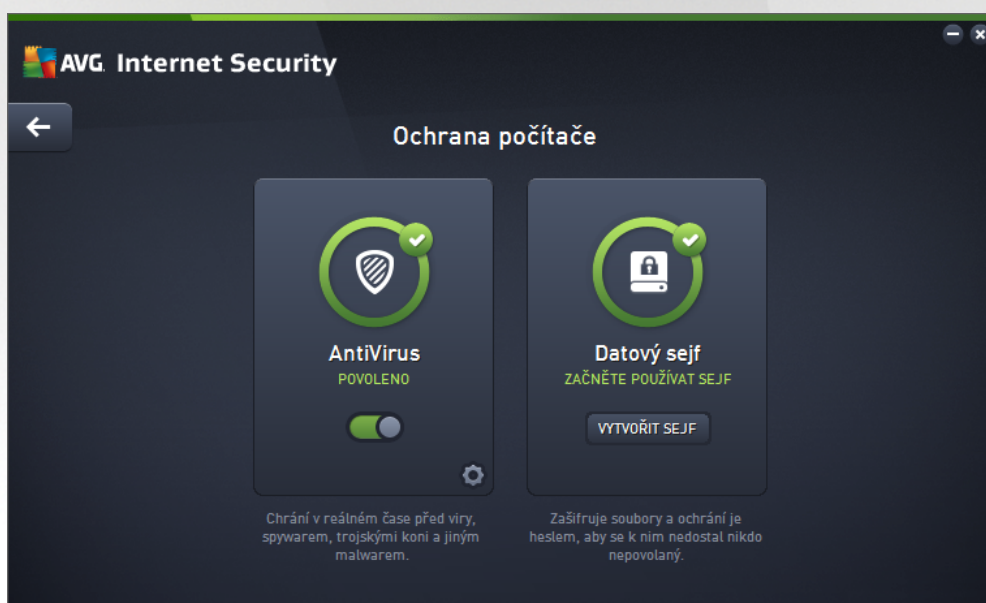 AVG. Internet Security
Ochrana počítače
AntiVirus
POVOLENO
Chrání v reálném čase před viry,
spywarem, trojskými koni a jiným
malwarem.
Datový sejf
ZAČNĚTE POUŽÍVAT SEJF
VYTVOŘIT SEJF
Zašifruje soubory a ochrání je
heslem, aby se k nim nedostal nikdo
nepovolaný.